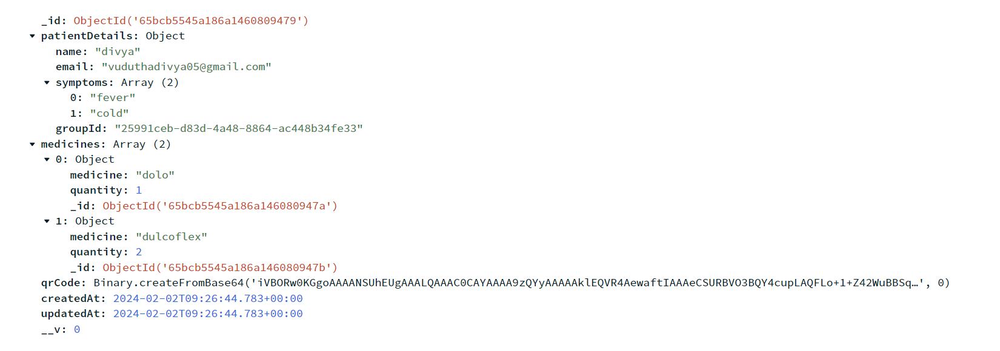 _id: ObjectId('65bcb5545a186a1460809479')
patientDetails: Object
name: "divya"
email: "vuduthadivya05@gmail.com"
symptoms: Array (2)
0: "fever"
1: "cold"
groupId: "25991ceb-d83d-4a48-8864-ac448b34fe33"
medicines: Array (2)
0: Object
medicine: "dolo"
quantity: 1
_id: ObjectId('65bcb5545a186a146080947a')
1: Object
medicine: "dulcoflex"
quantity: 2
_id: ObjectId('65bcb5545a186a146080947b')
qrCode: Binary.createFromBase64('iVBORw0KGgoAAAANSUhEUgAAALQAAAC0CAYAAAA9zQYyAAAAAklEQVR4AewaftIAAAeCSURBVO3BQY4cupLAQFLo+1+Z42WuBBSq…', 0)
createdAt: 2024-02-02T09:26:44.783+00:00
updatedAt: 2024-02-02T09:26:44.783+00:00
__v: 0